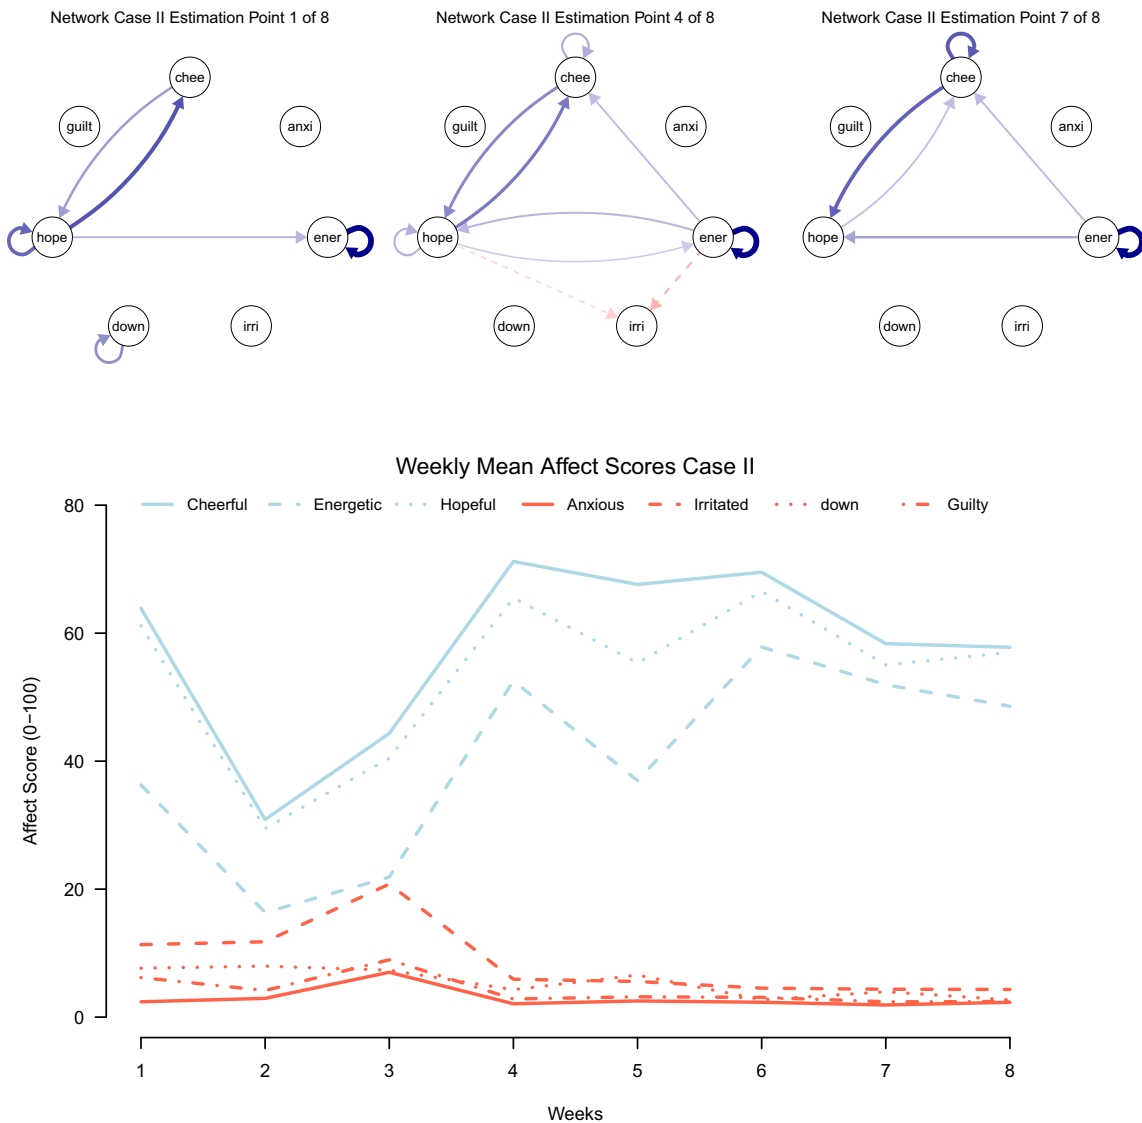 Network Case II Estimation Point 1 of 8
Network Case II Estimation Point 4 of 8
Network Case II Estimation Point 7 of 8
chee
guilt
anxi
hope
ener
down
irri
chee
guilt
anxi
hope
ener
down
irri
chee
guilt
anxi
hope
ener
down
irri
Weekly Mean Affect Scores Case II
Cheerful
Energetic
Hopeful
Anxious
Irritated
down
Guilty
Affect Score (0−100)
80
60
40
20
0
1 2 3 4 5 6 7 8
Weeks